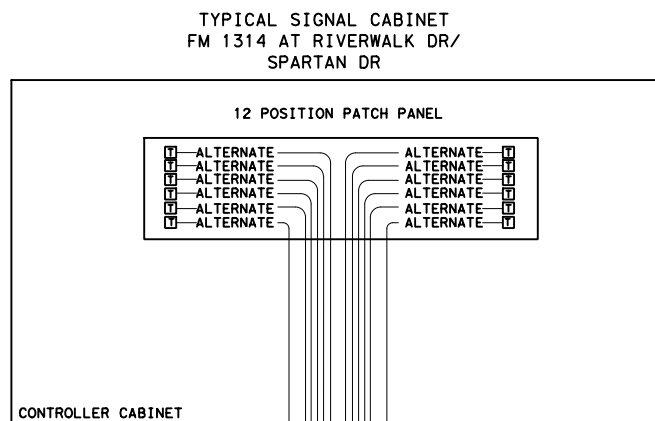 TYPICAL SIGNAL CABINET
FM 1314 AT RIVERWALK DR/
SPARTAN DR
12 POSITION PATCH PANEL
T ALTERNATE ALTERNATE T
T ALTERNATE ALTERNATE T
T ALTERNATE ALTERNATE T
T ALTERNATE ALTERNATE T
T ALTERNATE ALTERNATE T
T ALTERNATE ALTERNATE T
CONTROLLER CABINET